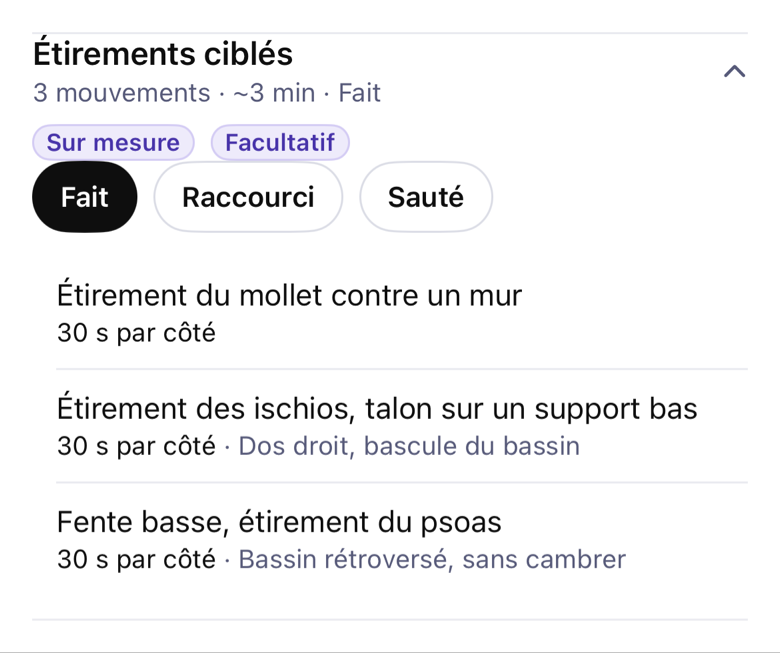 Étirements ciblés
3 mouvements · ~3 min · Fait
Sur mesure Facultatif
Fait Raccourci Sauté
Étirement du mollet contre un mur
30 s par côté
Étirement des ischios, talon sur un support bas
30 s par côté · Dos droit, bascule du bassin
Fente basse, étirement du psoas
30 s par côté · Bassin rétroversé, sans cambrer